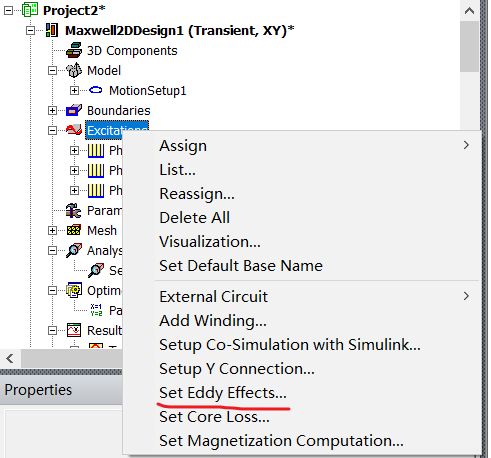 Project2*
Maxwell2DDesign1 (Transient, XY)*
3D Components
Model
MotionSetup1
Boundaries
Excitations
Ph
Ph
Ph
Param
Mesh
Analys
Se
Optim
Pa
Result
Assign
List...
Reassign...
Delete All
Visualization...
Set Default Base Name
External Circuit
Add Winding...
Setup Co-Simulation with Simulink...
Setup Y Connection...
Set Eddy Effects...
Set Core Loss...
Set Magnetization Computation...
Properties